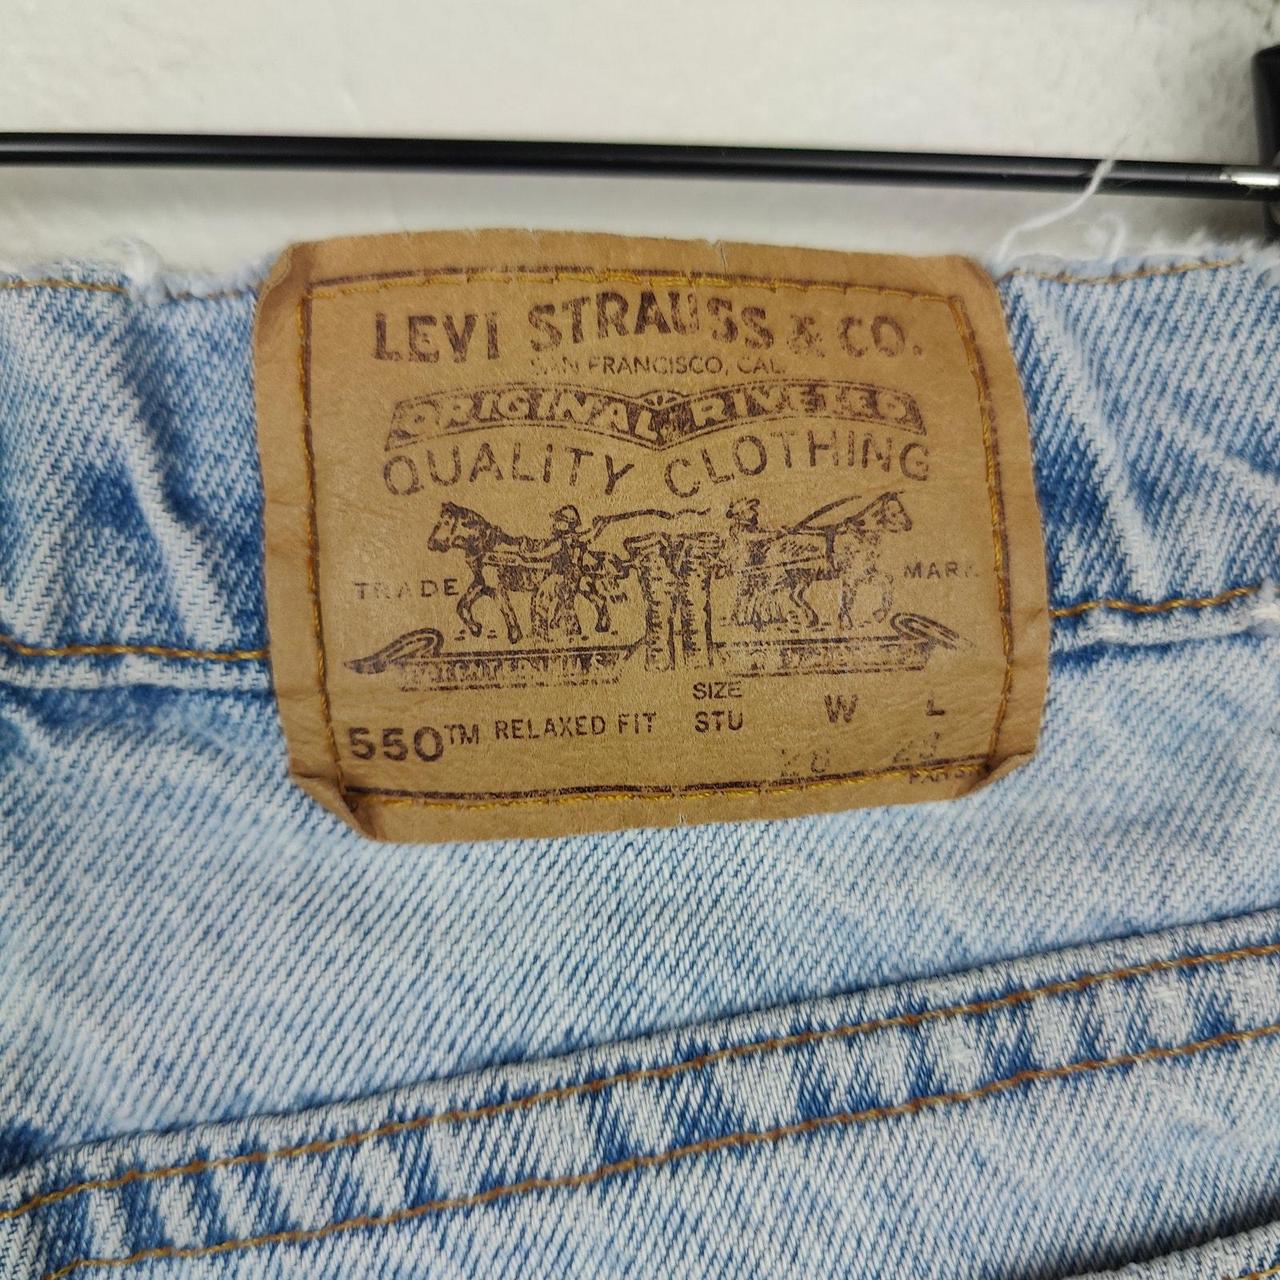 LEVI STRAUSS & CO.
SAN FRANCISCO, CAL.
ORIGINAL RIVETED
QUALITY CLOTHING
TRADE MARK
550™ RELAXED FIT SIZE STU W L